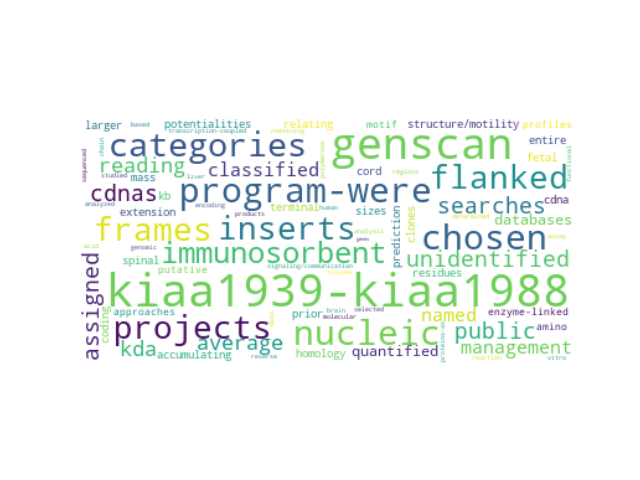 larger based potentialities relating motif structure/motility profiles
transcription-coupled remaining
categories genscan entire
chain reading classified cord regions fetal functional
sequenced studied mass liver program-were flanked
cdnas kb polymerase searches cdna
analyzed extension encoding terminal human sizes determined databases
products
frames inserts prediction clones chosen assay
acid genomic analysis gene
spinal immunosorbent unidentified
putative signaling/communication tissues residues
assigned kiaa1939-kiaa1988
coding approaches data prior brain selected named enzyme-linked
molecular
projects nucleic public amino
kda average management
accumulating reverse homology quantified reaction vitro